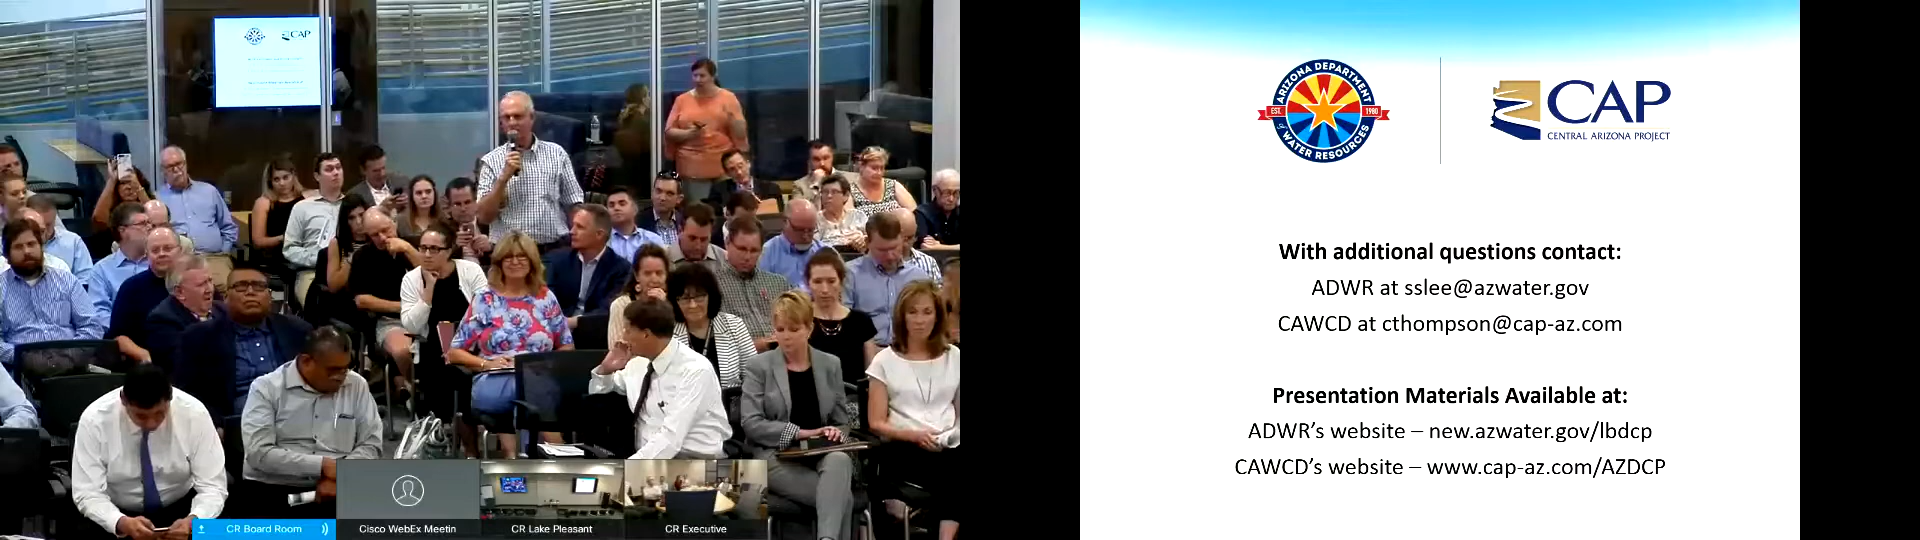 CAP
CR Board Room
Cisco WebEx Meetin
CR Lake Pleasant
CR Executive
ARIZONA DEPARTMENT
of WATER RESOURCES
EST.
1980
CAP
CENTRAL ARIZONA PROJECT
With additional questions contact:
ADWR at sslee@azwater.gov
CAWCD at cthompson@cap-az.com
Presentation Materials Available at:
ADWR’s website – new.azwater.gov/lbdcp
CAWCD’s website – www.cap-az.com/AZDCP